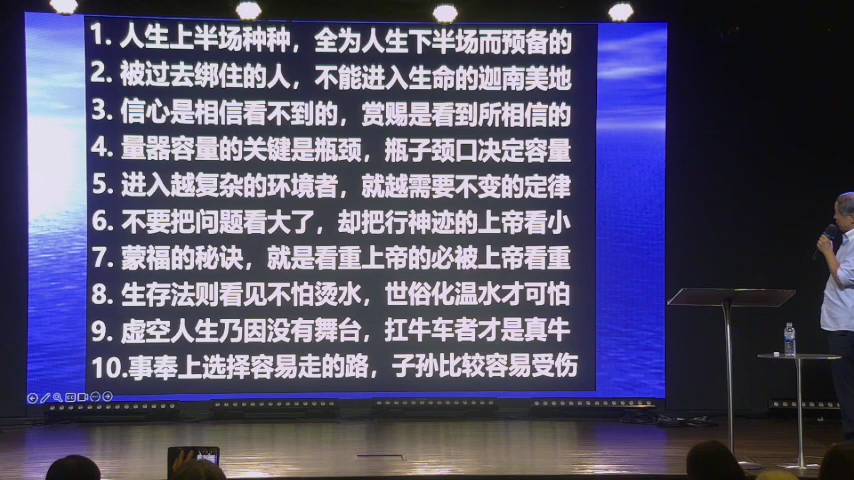 1. 人生上半场种种，全为人生下半场而预备的
2. 被过去绑住的人，不能进入生命的迦南美地
3. 信心是相信看不到的，赏赐是看到所相信的
4. 量器容量的关键是瓶颈，瓶子颈口决定容量
5. 进入越复杂的环境者，就越需要不变的定律
6. 不要把问题看大了，却把行神迹的上帝看小
7. 蒙福的秘诀，就是看重上帝的必被上帝看重
8. 生存法则看见不怕烫水，世俗化温水才可怕
9. 虚空人生乃因没有舞台，扛牛车者才是真牛
10.事奉上选择容易走的路，子孙比较容易受伤